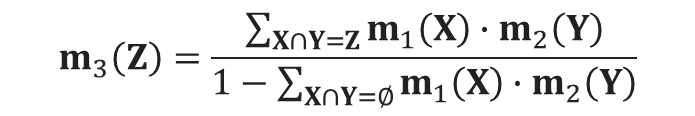 m₃(Z) = ∑X∩Y=Z m₁(X) · m₂(Y) / 1 − ∑X∩Y=∅ m₁(X) · m₂(Y)